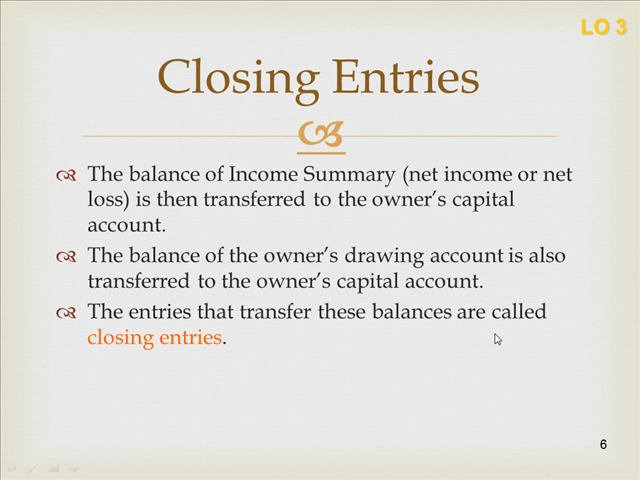 LO 3
Closing Entries
The balance of Income Summary (net income or net
loss) is then transferred to the owner’s capital
account.
The balance of the owner’s drawing account is also
transferred to the owner’s capital account.
The entries that transfer these balances are called
closing entries.
6